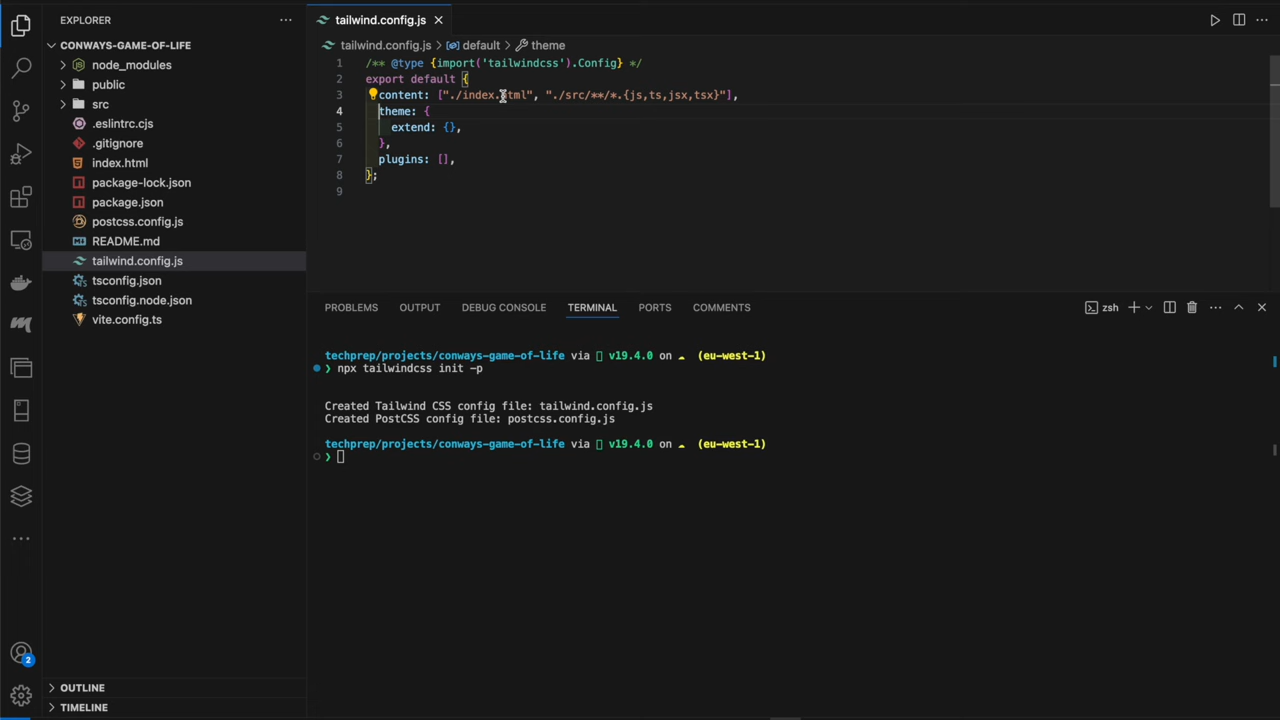 EXPLORER
CONWAYS-GAME-OF-LIFE
node_modules
public
src
.eslintrc.cjs
.gitignore
index.html
package-lock.json
package.json
postcss.config.js
README.md
tailwind.config.js
tsconfig.json
tsconfig.node.json
vite.config.ts
OUTLINE
TIMELINE
2
tailwind.config.js
tailwind.config.js > default > theme
1 /** @type {import('tailwindcss').Config} */
2 export default {
3 content: ["./index.html", "./src/**/*.{js,ts,jsx,tsx}"],
4 theme: {
5 extend: {},
6 },
7 plugins: [],
8 };
9
PROBLEMS OUTPUT DEBUG CONSOLE TERMINAL PORTS COMMENTS zsh
techprep/projects/conways-game-of-life via v19.4.0 on ☁ (eu-west-1)
❯ npx tailwindcss init -p
Created Tailwind CSS config file: tailwind.config.js
Created PostCSS config file: postcss.config.js
techprep/projects/conways-game-of-life via v19.4.0 on ☁ (eu-west-1)
❯